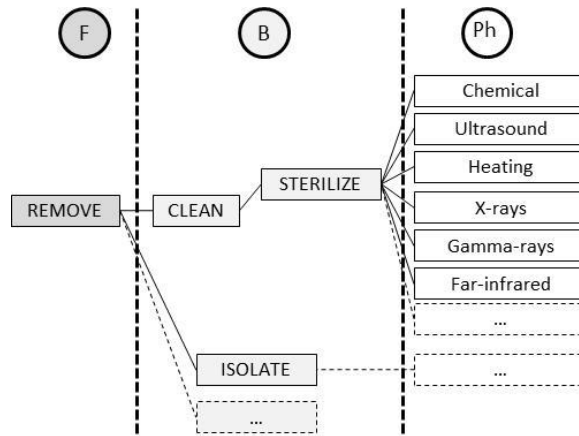 F
B
Ph
Chemical
Ultrasound
Heating
STERILIZE
REMOVE
CLEAN
X-rays
Gamma-rays
Far-infrared
...
ISOLATE
...
...